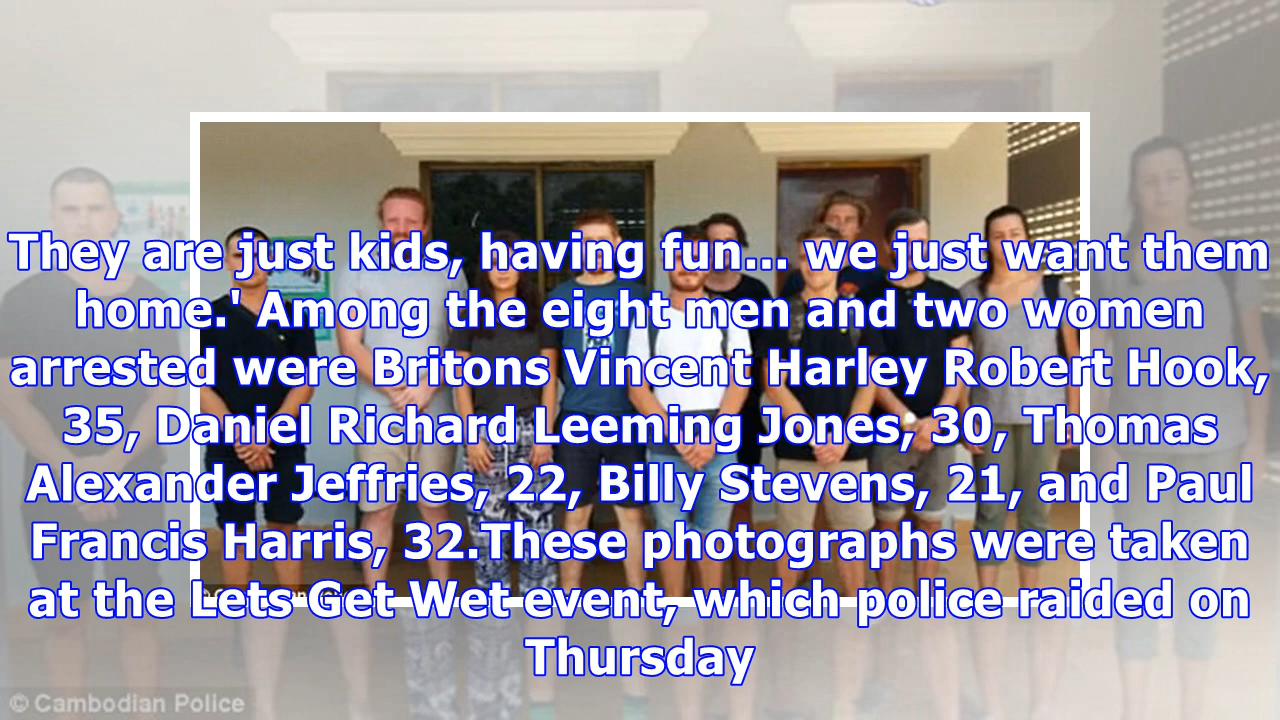 They are just kids, having fun... we just want them
home.' Among the eight men and two women
arrested were Britons Vincent Harley Robert Hook,
35, Daniel Richard Leeming Jones, 30, Thomas
Alexander Jeffries, 22, Billy Stevens, 21, and Paul
Francis Harris, 32.These photographs were taken
at the Lets Get Wet event, which police raided on
Thursday
© Cambodian Police